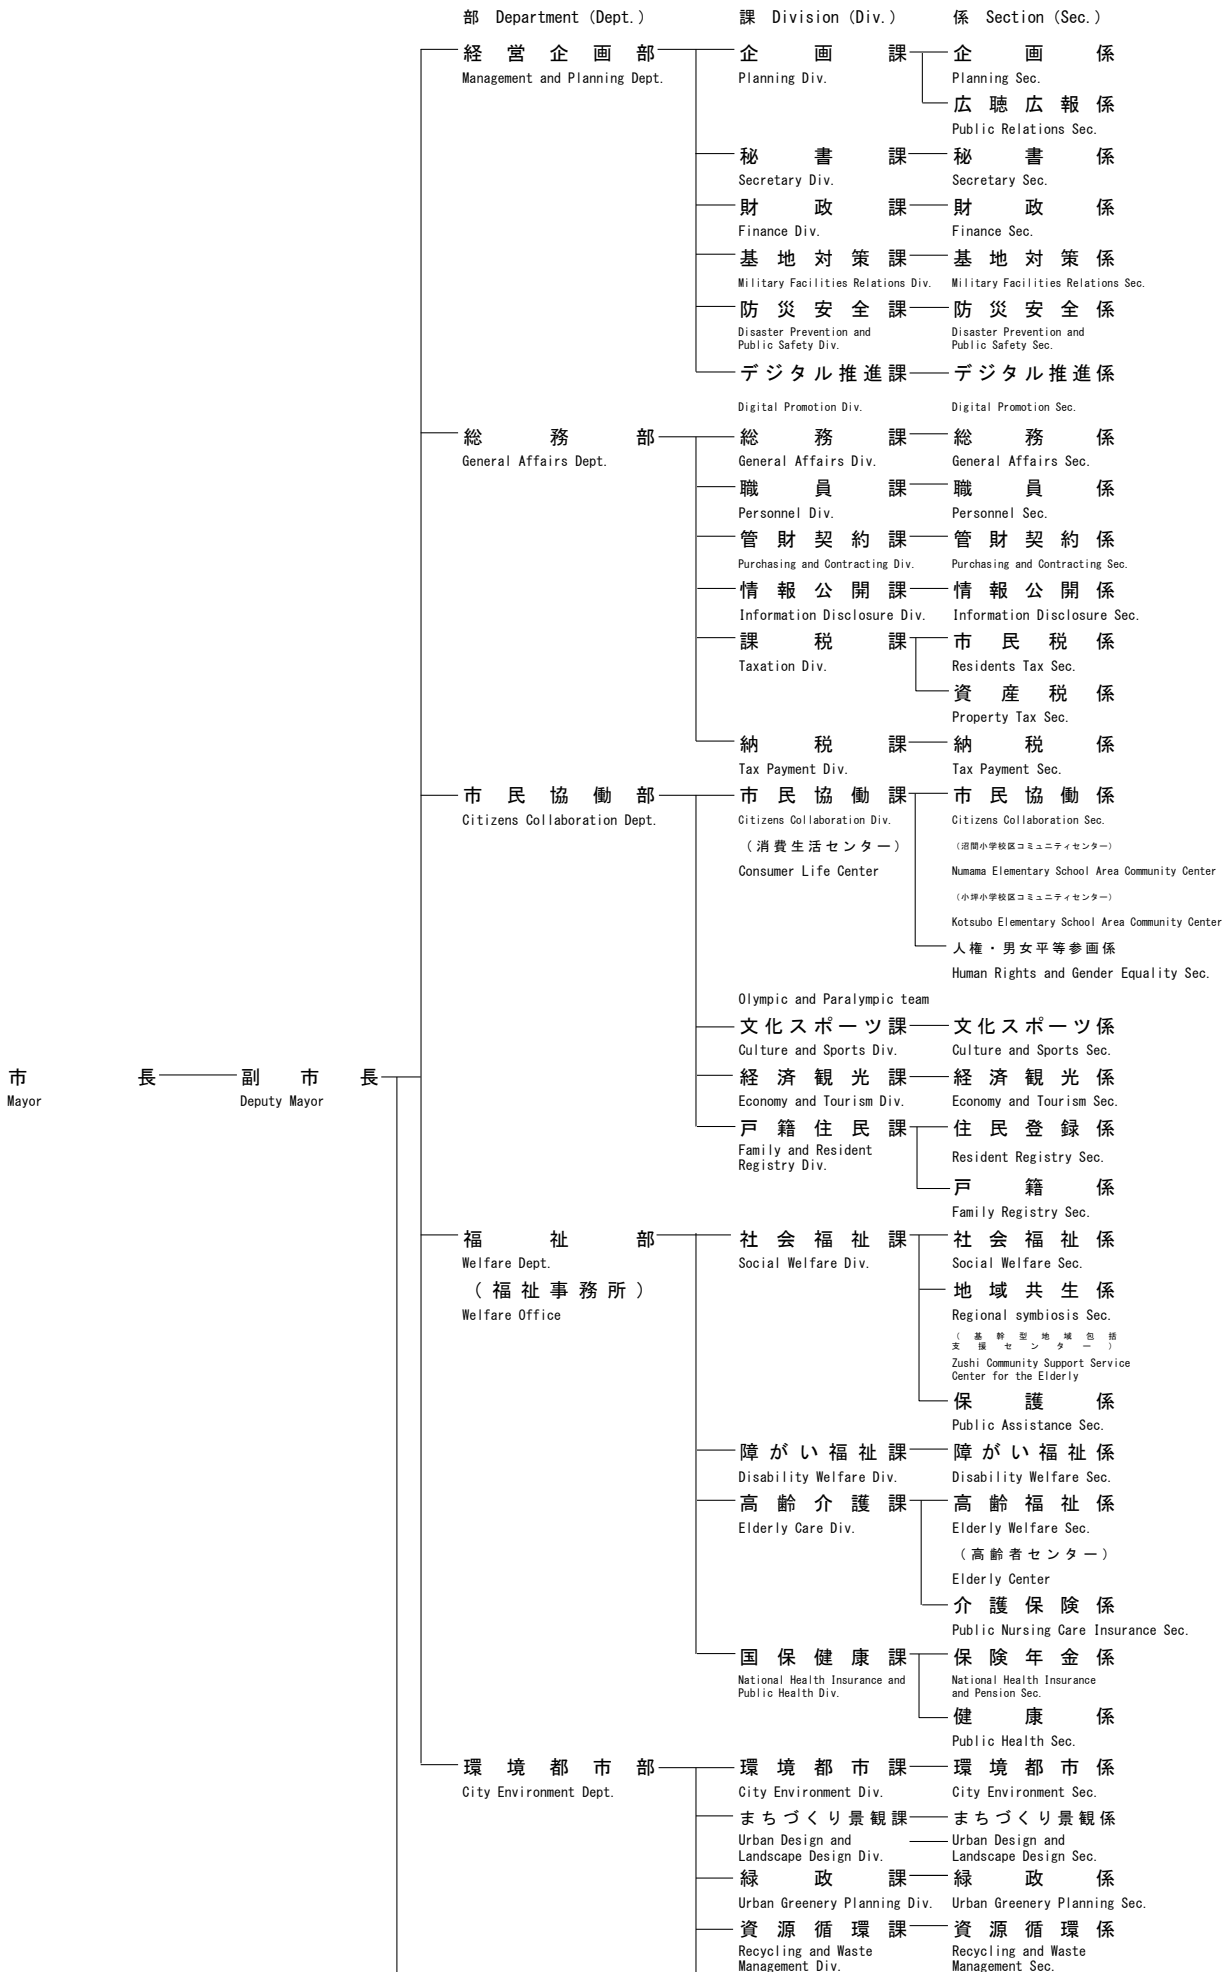 部 Department (Dept.) 課 Division (Div.) 係 Section (Sec.)
経営企画部 企画課 企画係
Management and Planning Dept. Planning Div. Planning Sec.
広聴広報係
Public Relations Sec.
秘書課 秘書係
Secretary Div. Secretary Sec.
財政課 財政係
Finance Div. Finance Sec.
基地対策課 基地対策係
Military Facilities Relations Div. Military Facilities Relations Sec.
防災安全課 防災安全係
Disaster Prevention and Disaster Prevention and
Public Safety Div. Public Safety Sec.
デジタル推進課 デジタル推進係
Digital Promotion Div. Digital Promotion Sec.
総務部 総務課 総務係
General Affairs Dept. General Affairs Div. General Affairs Sec.
職員課 職員係
Personnel Div. Personnel Sec.
管財契約課 管財契約係
Purchasing and Contracting Div. Purchasing and Contracting Sec.
情報公開課 情報公開係
Information Disclosure Div. Information Disclosure Sec.
課税課 市民税係
Taxation Div. Residents Tax Sec.
資産税係
Property Tax Sec.
納税課 納税係
Tax Payment Div. Tax Payment Sec.
市民協働部 市民協働課 市民協働係
Citizens Collaboration Dept. Citizens Collaboration Div. Citizens Collaboration Sec.
（消費生活センター） （沼間小学校区コミュニティセンター）
Consumer Life Center Numama Elementary School Area Community Center
（小坪小学校区コミュニティセンター）
Kotsubo Elementary School Area Community Center
人権・男女平等参画係
Human Rights and Gender Equality Sec.
Olympic and Paralympic team
文化スポーツ課 文化スポーツ係
Culture and Sports Div. Culture and Sports Sec.
市長 副市長 経済観光課 経済観光係
Mayor Deputy Mayor Economy and Tourism Div. Economy and Tourism Sec.
戸籍住民課 住民登録係
Family and Resident
Registry Div. Resident Registry Sec.
戸籍係
Family Registry Sec.
福祉部 社会福祉課 社会福祉係
Welfare Dept. Social Welfare Div. Social Welfare Sec.
（福祉事務所） 地域共生係
Welfare Office Regional symbiosis Sec.
（基幹型地域包括
支援センター）
Zushi Community Support Service
Center for the Elderly
保護係
Public Assistance Sec.
障がい福祉課 障がい福祉係
Disability Welfare Div. Disability Welfare Sec.
高齢介護課 高齢福祉係
Elderly Care Div. Elderly Welfare Sec.
（高齢者センター）
Elderly Center
介護保険係
Public Nursing Care Insurance Sec.
国保健康課 保険年金係
National Health Insurance and National Health Insurance
Public Health Div. and Pension Sec.
健康係
Public Health Sec.
環境都市部 環境都市課 環境都市係
City Environment Dept. City Environment Div. City Environment Sec.
まちづくり景観課 まちづくり景観係
Urban Design and Urban Design and
Landscape Design Div. Landscape Design Sec.
緑政課 緑政係
Urban Greenery Planning Div. Urban Greenery Planning Sec.
資源循環課 資源循環係
Recycling and Waste Recycling and Waste
Management Div. Management Sec.